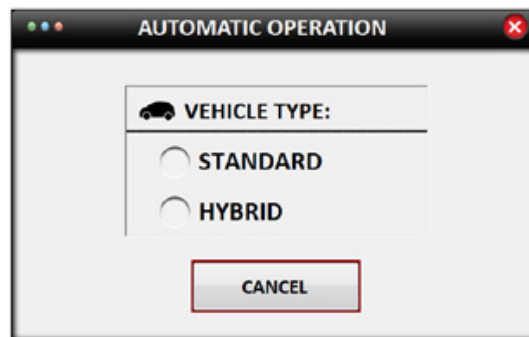 AUTOMATIC OPERATION
VEHICLE TYPE:
STANDARD
HYBRID
CANCEL